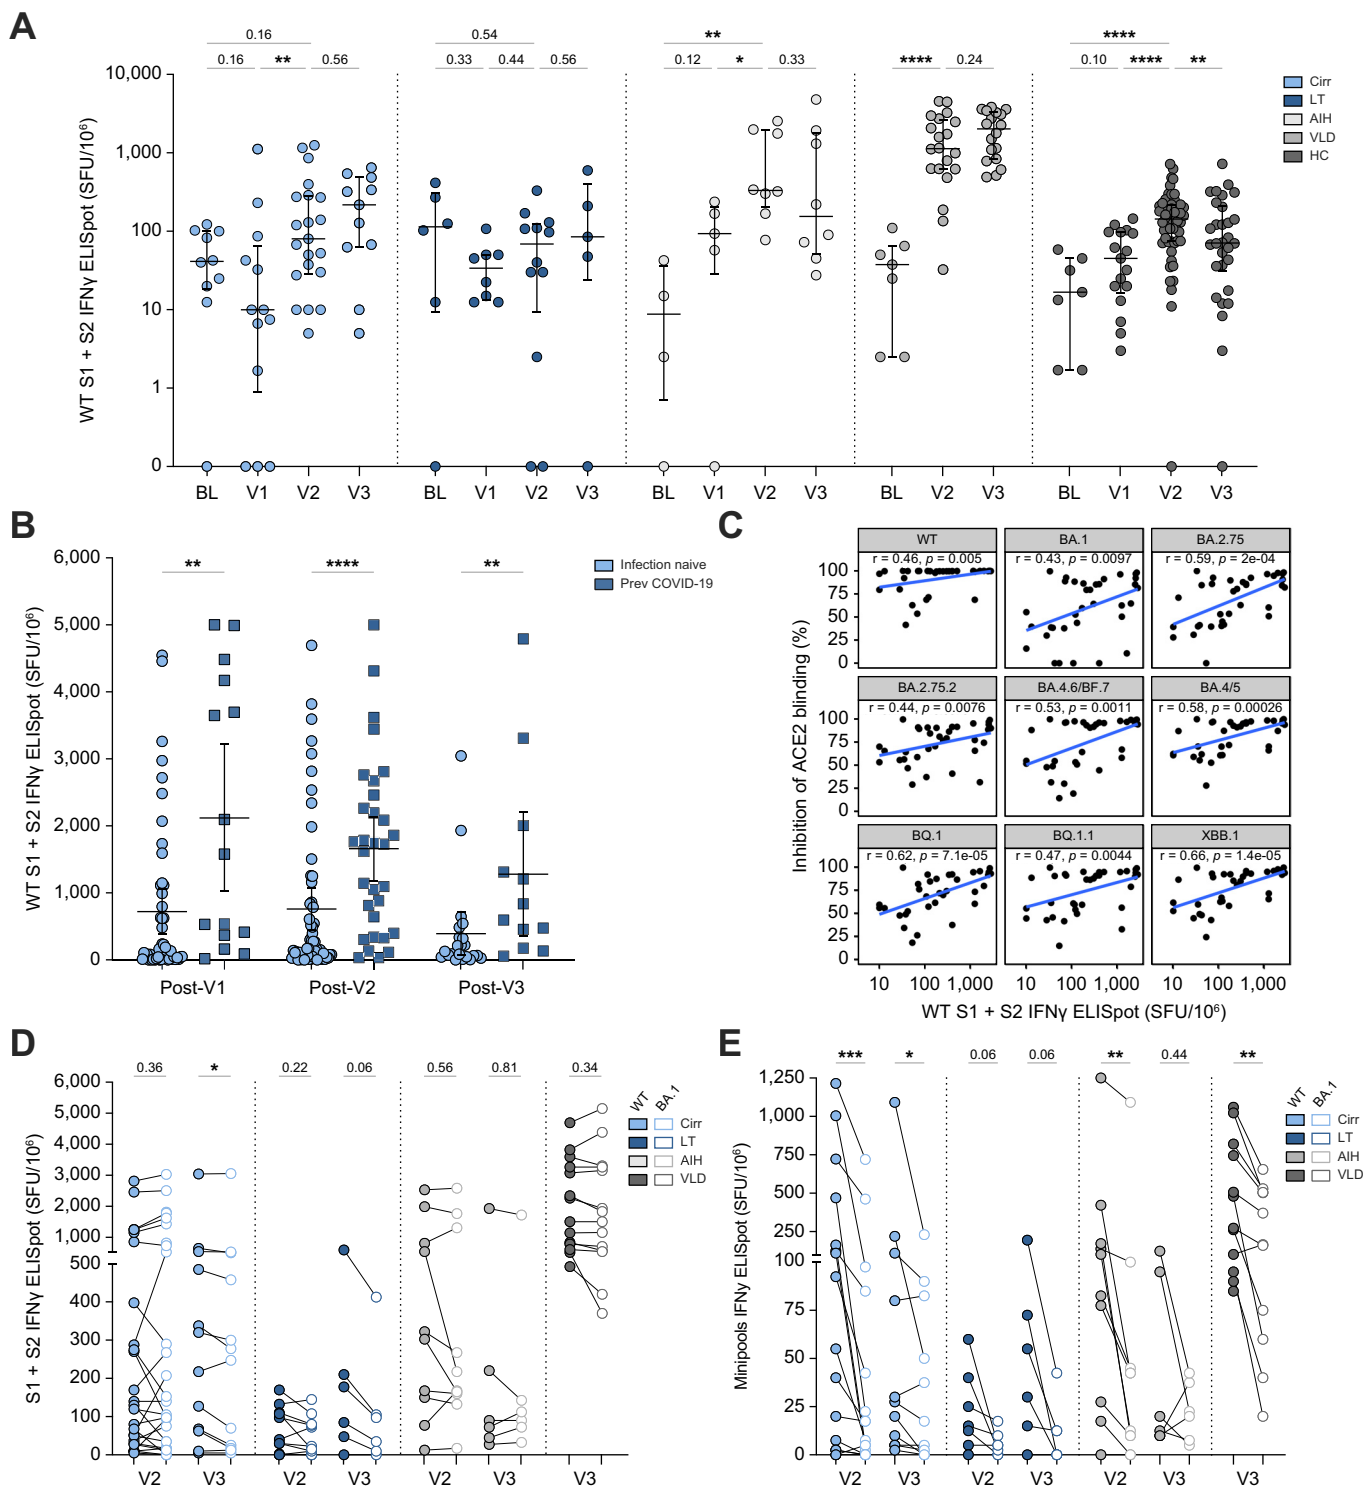 A
0.16
0.54
**
****
0.16
**
0.56
0.33
0.44
0.56
0.12
*
0.33
****
0.24
0.10
****
**
WT S1 + S2 IFNγ ELISpot (SFU/10⁶)
10,000
1,000
100
10
1
0
BL V1 V2 V3
BL V1 V2 V3
BL V1 V2 V3
BL V2 V3
BL V1 V2 V3
Cirr
LT
AIH
VLD
HC
B
WT S1 + S2 IFNγ ELISpot (SFU/10⁶)
6,000
5,000
4,000
3,000
2,000
1,000
0
**
****
**
Post-V1
Post-V2
Post-V3
Infection naive
Prev COVID-19
C
Inhibition of ACE2 blinding (%)
WT
BA.1
BA.2.75
r = 0.46, p = 0.005
r = 0.43, p = 0.0097
r = 0.59, p = 2e-04
100
75
50
25
0
BA.2.75.2
BA.4.6/BF.7
BA.4/5
r = 0.44, p = 0.0076
r = 0.53, p = 0.0011
r = 0.58, p = 0.00026
100
75
50
25
0
BQ.1
BQ.1.1
XBB.1
r = 0.62, p = 7.1e-05
r = 0.47, p = 0.0044
r = 0.66, p = 1.4e-05
100
75
50
25
0
10 100 1,000
10 100 1,000
10 100 1,000
WT S1 + S2 IFNγ ELISpot (SFU/10⁶)
D
S1 + S2 IFNγ ELISpot (SFU/10⁶)
0.36
*
0.22
0.06
0.56
0.81
0.34
6,000
5,000
4,000
3,000
2,000
1,000
500
400
300
200
100
0
V2 V3
V2 V3
V2 V3
V3
WT BA.1
Cirr
LT
AIH
VLD
E
Minipools IFNγ ELISpot (SFU/10⁶)
***
*
0.06
0.06
**
0.44
**
1,250
1,000
750
500
250
100
75
50
25
0
V2 V3
V2 V3
V2 V3
V3
WT BA.1
Cirr
LT
AIH
VLD